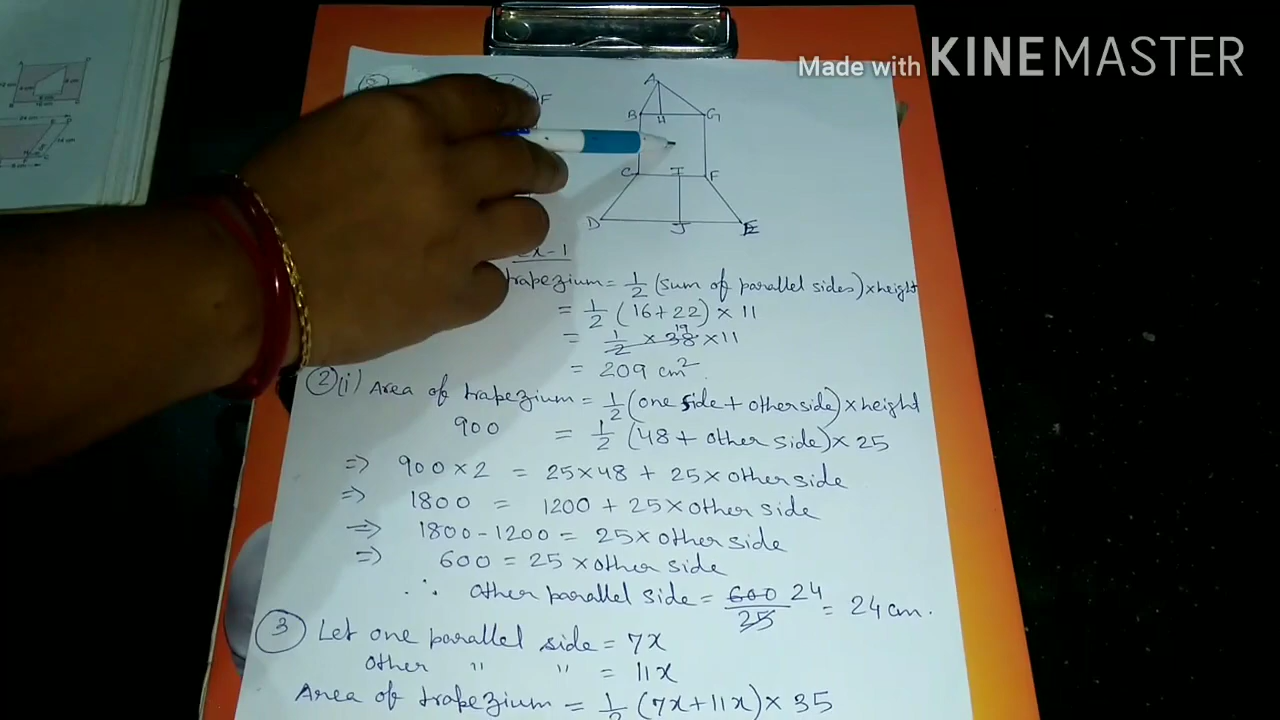 Made with KINEMASTER
A
F
B H G
C I F
D J E
Ex-1
trapezium = 1/2 (sum of parallel sides) × height
= 1/2 (16+22) × 11
= 1/2 × 38 19 × 11
= 209 cm²
② (i) Area of trapezium = 1/2 (one side + other side) × height
900 = 1/2 (48 + other side) × 25
⇒ 900 × 2 = 25×48 + 25× other side
⇒ 1800 = 1200 + 25× other side
⇒ 1800 - 1200 = 25× other side
⇒ 600 = 25 × other side
∴ Other parallel side = 600/25 24 = 24 cm.
③ Let one parallel side = 7x
Other " " = 11x
Area of trapezium = 1/2 (7x+11x) × 35